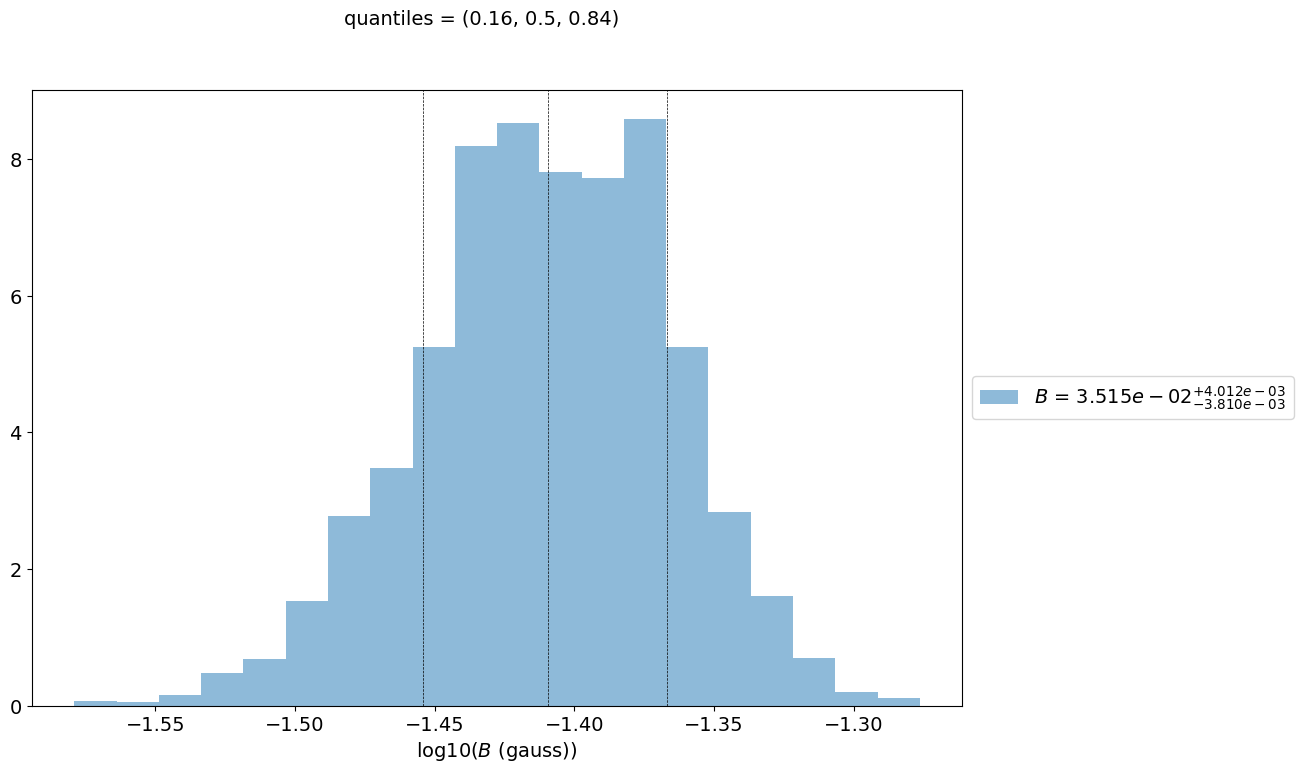 quantiles = (0.16, 0.5, 0.84)
8
6
4
2
0
−1.55 −1.50 −1.45 −1.40 −1.35 −1.30
log10(B (gauss))
B = 3.515e−02 +4.012e−03 −3.810e−03